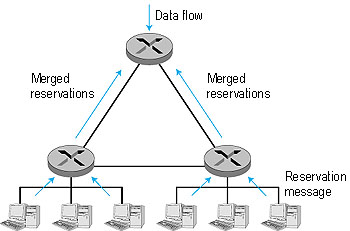 Data flow
Merged
reservations
Merged
reservations
Reservation
message